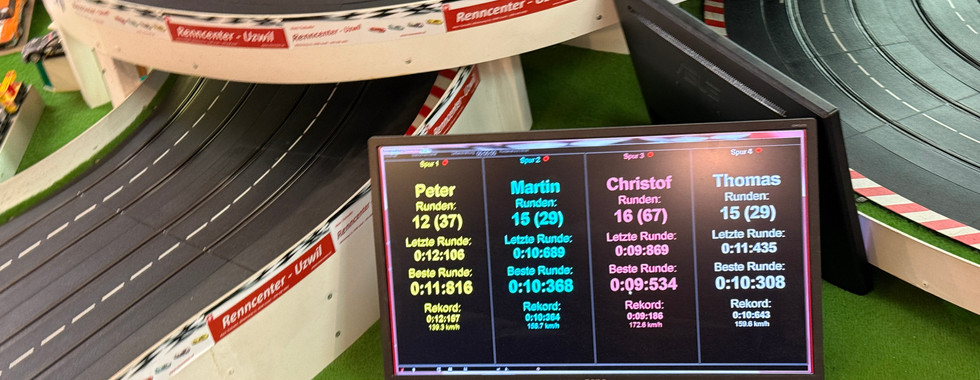 Renncenter - Uzwil
Renncenter - Uzwil
Renncenter - Uz
Renncenter - Uzwil
Renncenter
Spur 1
Peter
Runden:
12 (37)
Letzte Runde:
0:12:106
Beste Runde:
0:11:816
Rekord:
0:12:167
139.3 km/h
Spur 2
Martin
Runden:
15 (29)
Letzte Runde:
0:10:689
Beste Runde:
0:10:368
Rekord:
0:10:364
158.7 km/h
Spur 3
Christof
Runden:
16 (67)
Letzte Runde:
0:09:869
Beste Runde:
0:09:534
Rekord:
0:09:186
172.6 km/h
Spur 4
Thomas
Runden:
15 (29)
Letzte Runde:
0:11:435
Beste Runde:
0:10:308
Rekord:
0:10:643
159.6 km/h